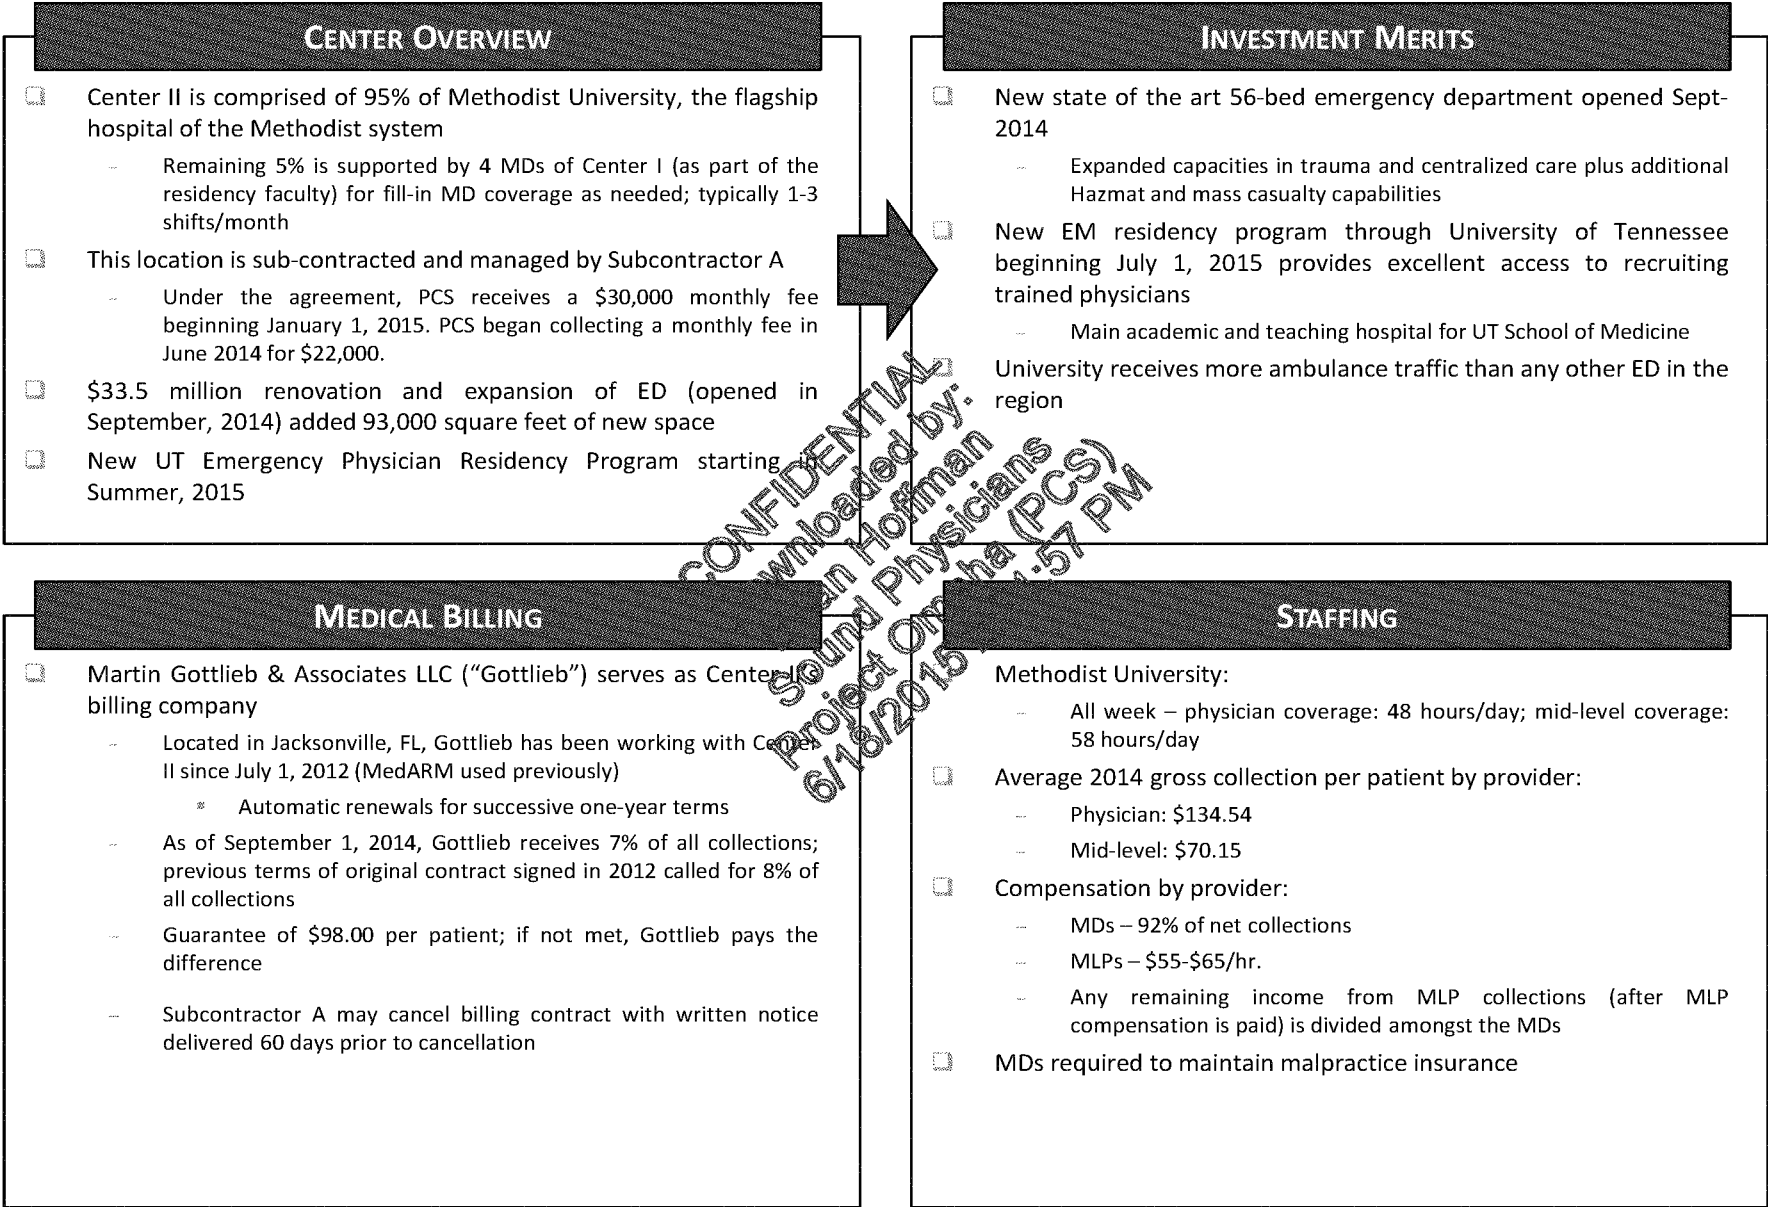 CENTER OVERVIEW
Center II is comprised of 95% of Methodist University, the flagship
hospital of the Methodist system
– Remaining 5% is supported by 4 MDs of Center I (as part of the
residency faculty) for fill-in MD coverage as needed; typically 1-3
shifts/month
This location is sub-contracted and managed by Subcontractor A
– Under the agreement, PCS receives a $30,000 monthly fee
beginning January 1, 2015. PCS began collecting a monthly fee in
June 2014 for $22,000.
$33.5 million renovation and expansion of ED (opened in
September, 2014) added 93,000 square feet of new space
New UT Emergency Physician Residency Program starting in
Summer, 2015
INVESTMENT MERITS
New state of the art 56-bed emergency department opened Sept-
2014
– Expanded capacities in trauma and centralized care plus additional
Hazmat and mass casualty capabilities
New EM residency program through University of Tennessee
beginning July 1, 2015 provides excellent access to recruiting
trained physicians
– Main academic and teaching hospital for UT School of Medicine
University receives more ambulance traffic than any other ED in the
region
CONFIDENTIAL
by:
Hoffman
Sound Physicians
Project (PCS)
6/18/2015 :57 PM
MEDICAL BILLING
Martin Gottlieb & Associates LLC (“Gottlieb”) serves as Center II's
billing company
– Located in Jacksonville, FL, Gottlieb has been working with Center
II since July 1, 2012 (MedARM used previously)
Automatic renewals for successive one-year terms
– As of September 1, 2014, Gottlieb receives 7% of all collections;
previous terms of original contract signed in 2012 called for 8% of
all collections
– Guarantee of $98.00 per patient; if not met, Gottlieb pays the
difference
– Subcontractor A may cancel billing contract with written notice
delivered 60 days prior to cancellation
STAFFING
Methodist University:
– All week – physician coverage: 48 hours/day; mid-level coverage:
58 hours/day
Average 2014 gross collection per patient by provider:
– Physician: $134.54
– Mid-level: $70.15
Compensation by provider:
– MDs – 92% of net collections
– MLPs – $55-$65/hr.
– Any remaining income from MLP collections (after MLP
compensation is paid) is divided amongst the MDs
MDs required to maintain malpractice insurance